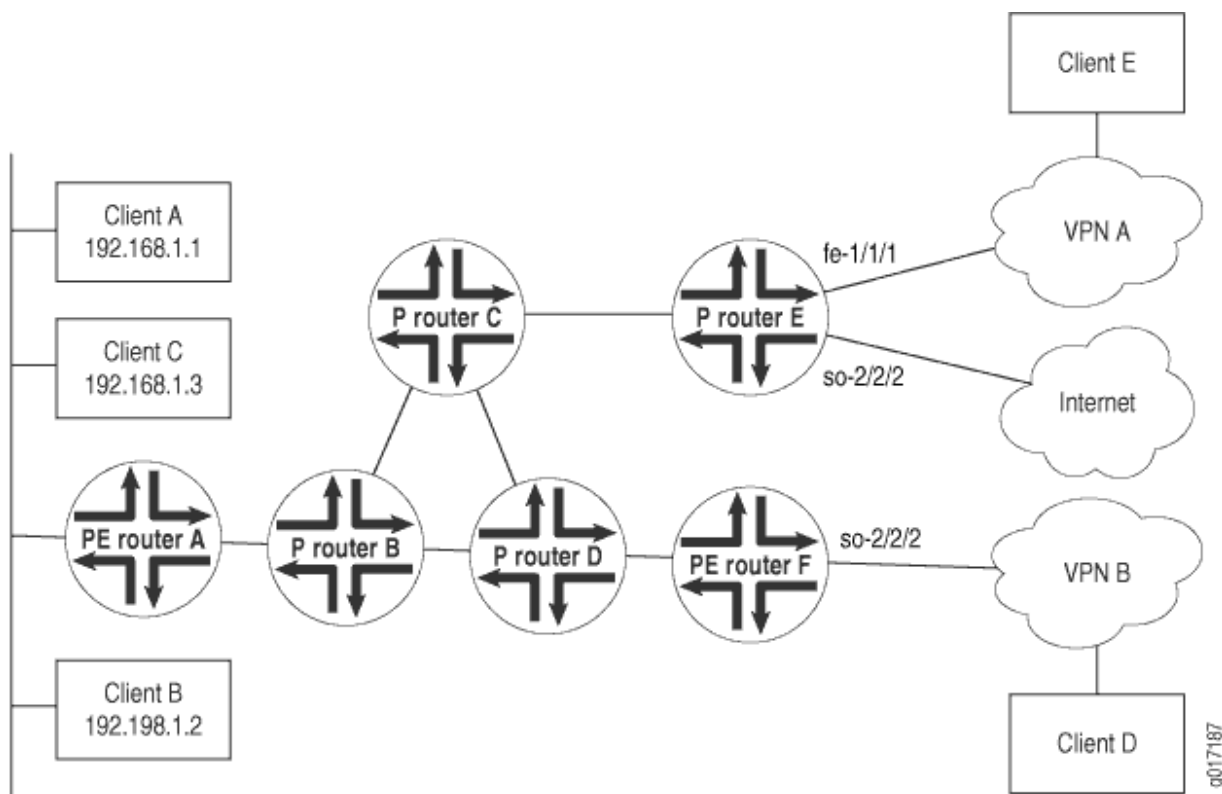 Client E
VPN A
Client A
192.168.1.1
fe-1/1/1
P router C
P router E
Client C
192.168.1.3
so-2/2/2
Internet
PE router A
P router B
P router D
PE router F
so-2/2/2
VPN B
Client B
192.198.1.2
Client D
g017187